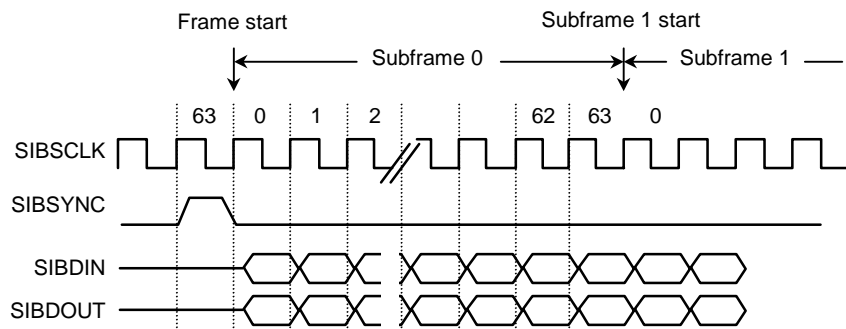 Frame start
Subframe 1 start
Subframe 0
Subframe 1
63 0 1 2 62 63 0
SIBSCLK
SIBSYNC
SIBDIN
SIBDOUT